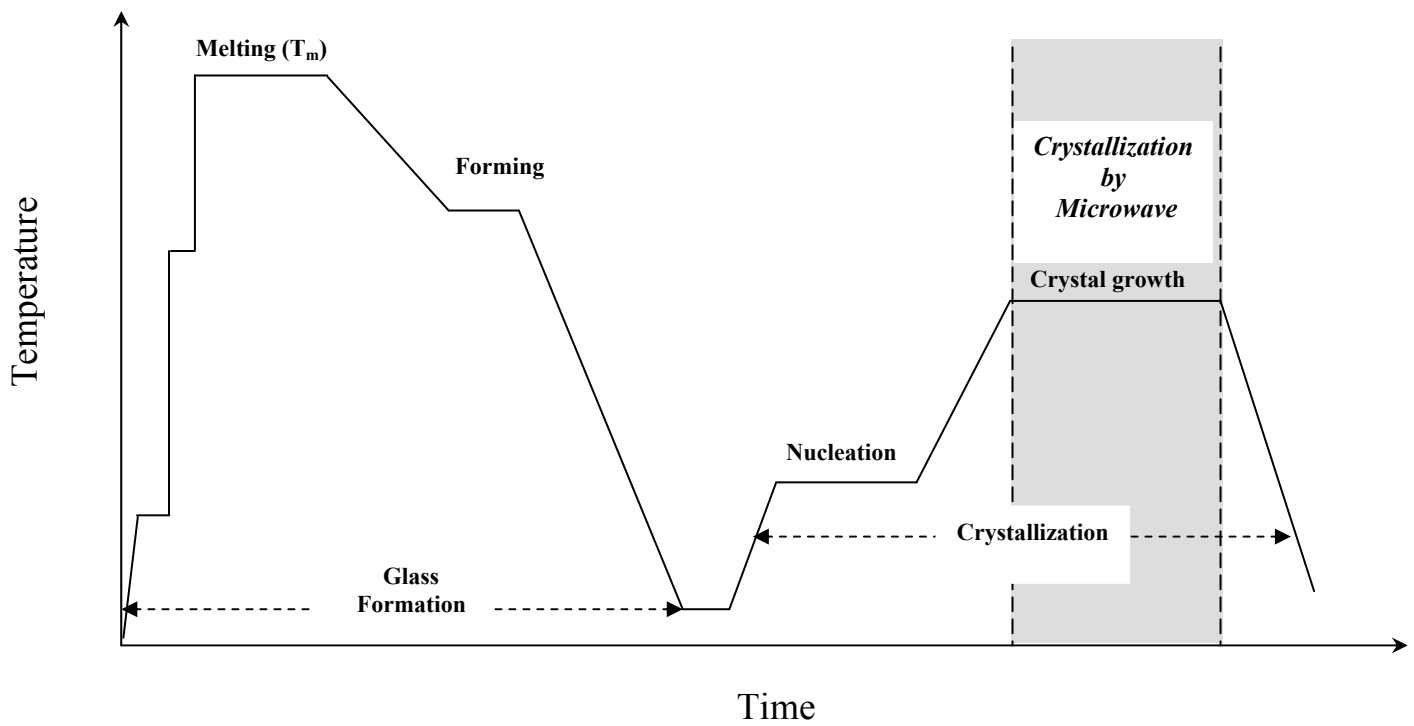 Melting (Tm)
Forming
Crystallization
by
Microwave
Crystal growth
Temperature
Nucleation
Crystallization
Glass
Formation
Time